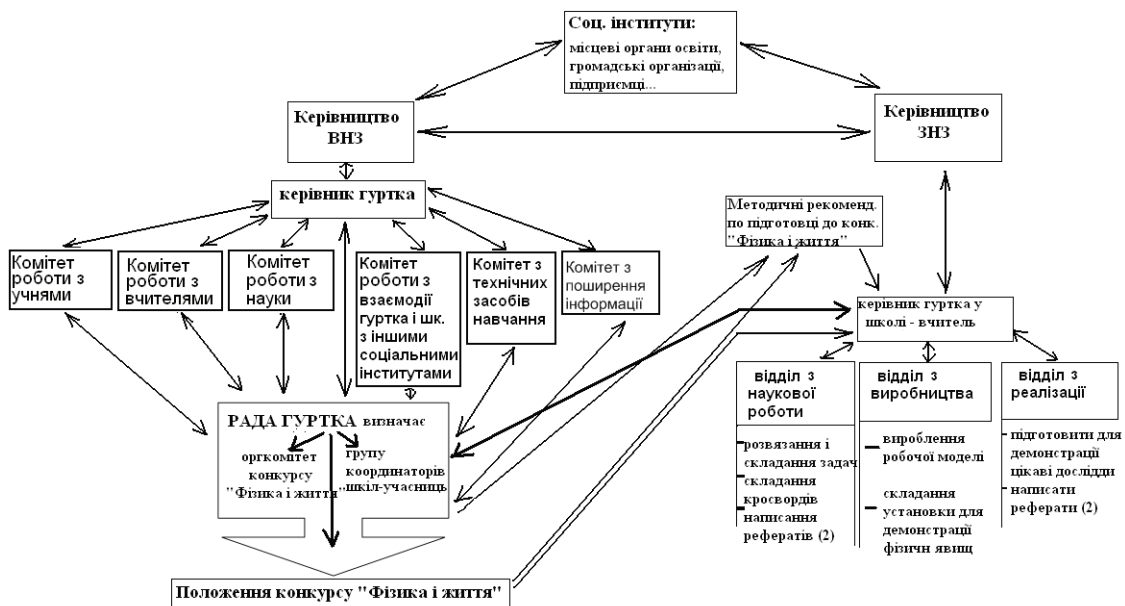 Соц. інститути:
місцеві органи освіти,
громадські організації,
підприємці...
Керівництво
ВНЗ
Керівництво
ЗНЗ
керівник гуртка
Методичні рекоменд.
по підготовці до конк.
"Фізика і життя"
Комітет
роботи з
учнями
Комітет
роботи з
вчителями
Комітет
роботи з
науки
Комітет
роботи з
взаємодії
гуртка і шк.
з іншими
соціальними
інститутами
Комітет з
технічних
засобів
навчання
Комітет з
поширення
інформації
керівник гуртка у
школі - вчитель
відділ з
наукової
роботи
відділ з
виробництва
відділ з
реалізації
РАДА ГУРТКА визначає
оргкомітет
конкурсу
"Фізика і життя"
групу
координаторів
шкіл-учасниць
розвязання і
складання задач
складання
кросвордів
написання
рефератів (2)
вироблення
робочої моделі
складання
установки для
демонстрації
фізичн явищ
підготовити для
демонстрації
цікаві досліди
написати
реферати (2)
Положення конкурсу "Фізика і життя"